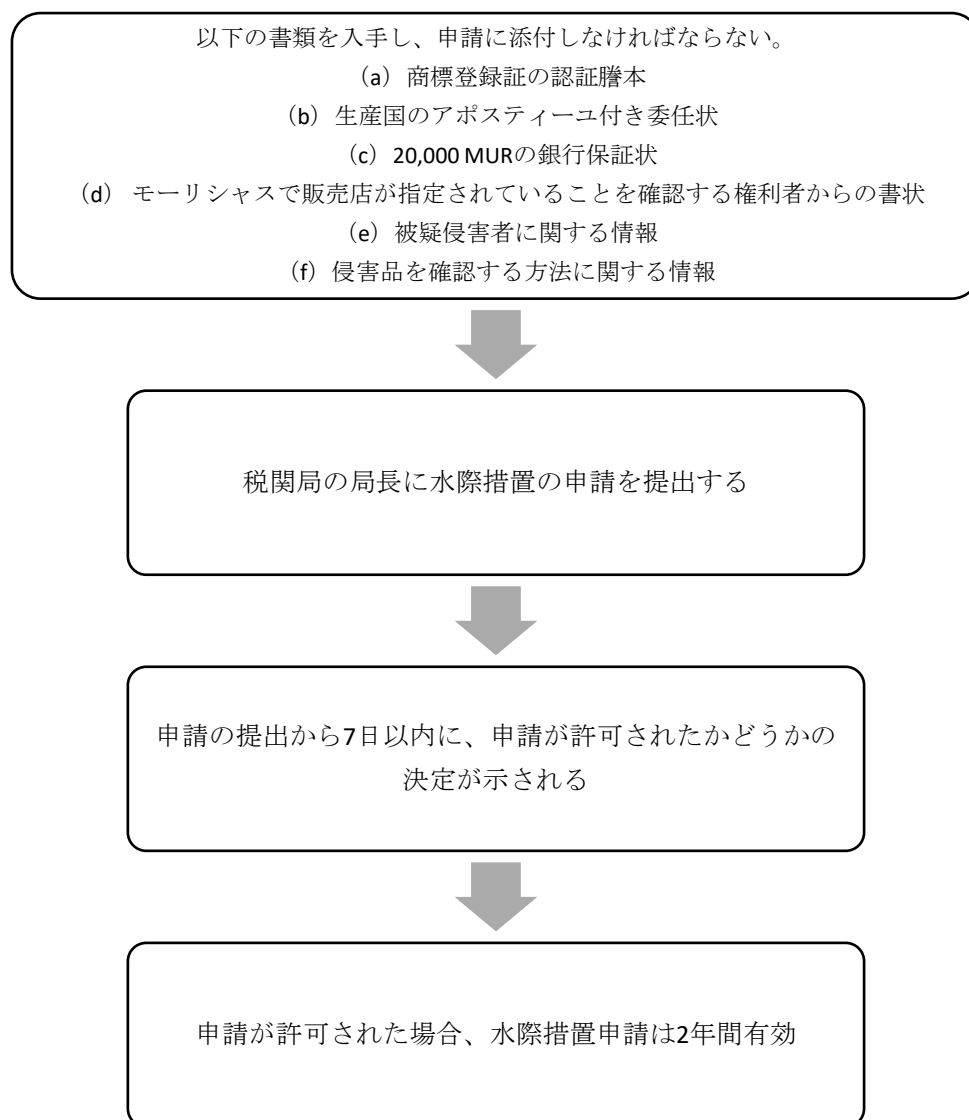 以下の書類を入手し、申請に添付しなければならない。
（a）商標登録証の認証謄本
（b）生産国のアポスティーユ付き委任状
（c）20,000 MURの銀行保証状
（d） モーリシャスで販売店が指定されていることを確認する権利者からの書状
（e）被疑侵害者に関する情報
（f）侵害品を確認する方法に関する情報
税関局の局長に水際措置の申請を提出する
申請の提出から7日以内に、申請が許可されたかどうかの
決定が示される
申請が許可された場合、水際措置申請は2年間有効